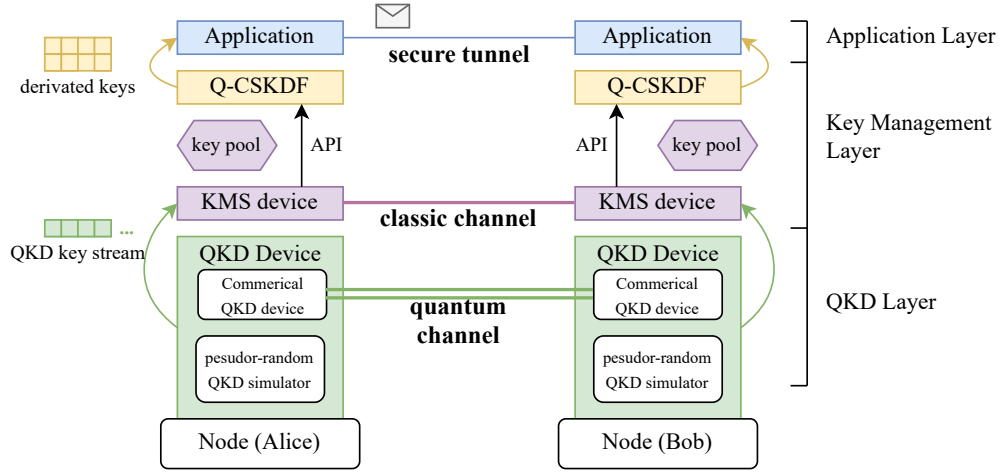 Application
secure tunnel
Application
Application Layer
derivated keys
Q-CSKDF
Q-CSKDF
key pool
API
API
key pool
Key Management
Layer
KMS device
classic channel
KMS device
...
QKD key stream
QKD Device
QKD Device
Commerical
QKD device
quantum
channel
Commerical
QKD device
QKD Layer
pesudor-random
QKD simulator
pesudor-random
QKD simulator
Node (Alice)
Node (Bob)